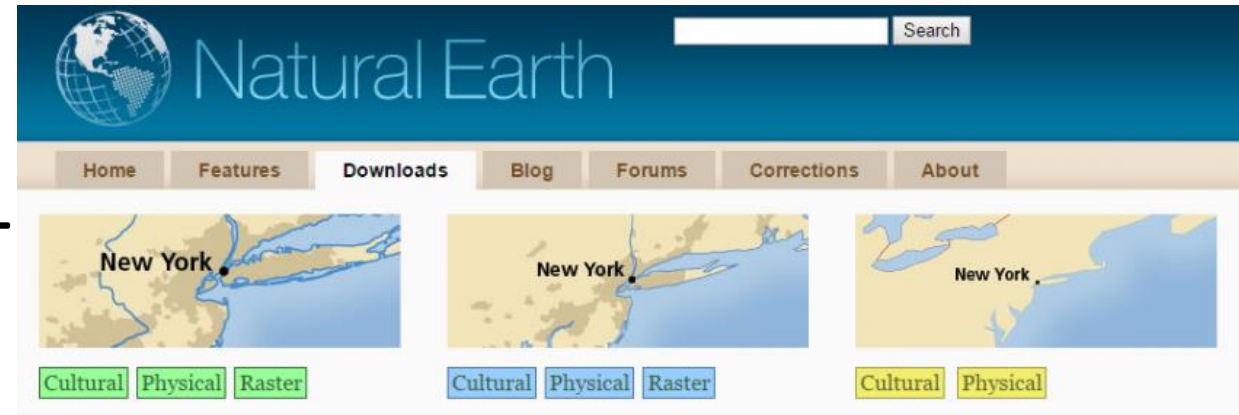 Natural Earth
Search
Home Features Downloads Blog Forums Corrections About
New York
New York
New York
Cultural Physical Raster
Cultural Physical Raster
Cultural Physical